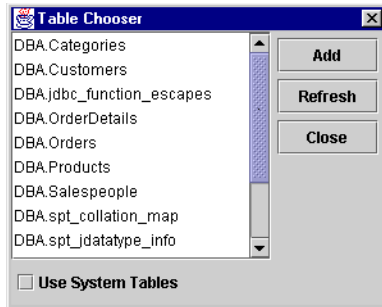 Table Chooser
DBA.Categories
DBA.Customers
DBA.jdbc_function_escapes
DBA.OrderDetails
DBA.Orders
DBA.Products
DBA.Salespeople
DBA.spt_collation_map
DBA.spt_jdatatype_info
Add
Refresh
Close
Use System Tables